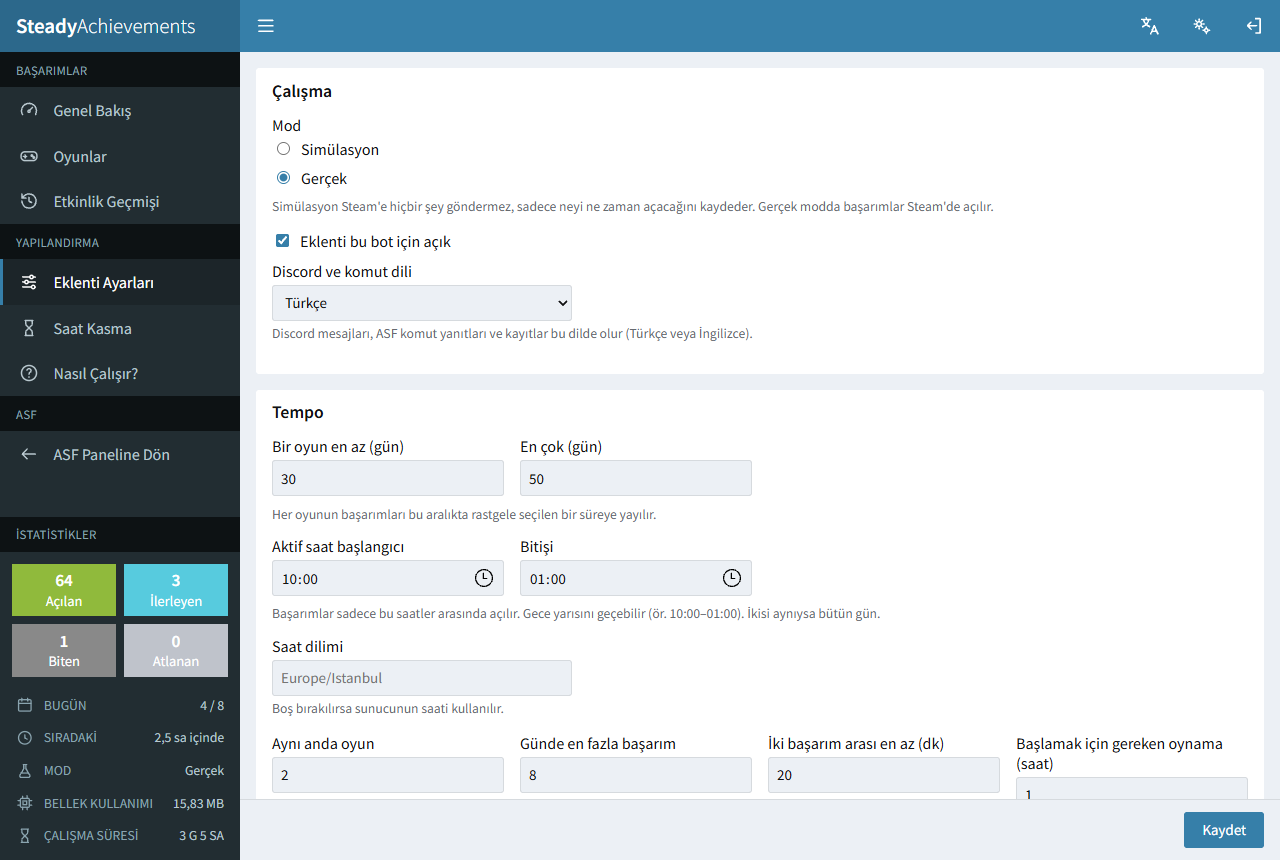 SteadyAchievements
BAŞARIMLAR
Genel Bakış
Oyunlar
Etkinlik Geçmişi
YAPILANDIRMA
Eklenti Ayarları
Saat Kasma
Nasıl Çalışır?
ASF
ASF Paneline Dön
İSTATİSTİKLER
64 3
Açılan İlerleyen
1 0
Biten Atlanan
BUGÜN 4 / 8
SIRADAKİ 2,5 sa içinde
MOD Gerçek
BELLEK KULLANIMI 15,83 MB
ÇALIŞMA SÜRESİ 3 G 5 SA
Çalışma
Mod
Simülasyon
Gerçek
Simülasyon Steam'e hiçbir şey göndermez, sadece neyi ne zaman açacağını kaydeder. Gerçek modda başarımlar Steam'de açılır.
Eklenti bu bot için açık
Discord ve komut dili
Türkçe
Discord mesajları, ASF komut yanıtları ve kayıtlar bu dilde olur (Türkçe veya İngilizce).
Tempo
Bir oyun en az (gün) En çok (gün)
30 50
Her oyunun başarımları bu aralıkta rastgele seçilen bir süreye yayılır.
Aktif saat başlangıcı Bitişi
10:00 01:00
Başarımlar sadece bu saatler arasında açılır. Gece yarısını geçebilir (ör. 10:00–01:00). İkisi aynıysa bütün gün.
Saat dilimi
Europe/Istanbul
Boş bırakılırsa sunucunun saati kullanılır.
Aynı anda oyun Günde en fazla başarım İki başarım arası en az (dk) Başlamak için gereken oynama
(saat)
2 8 20
1
Kaydet